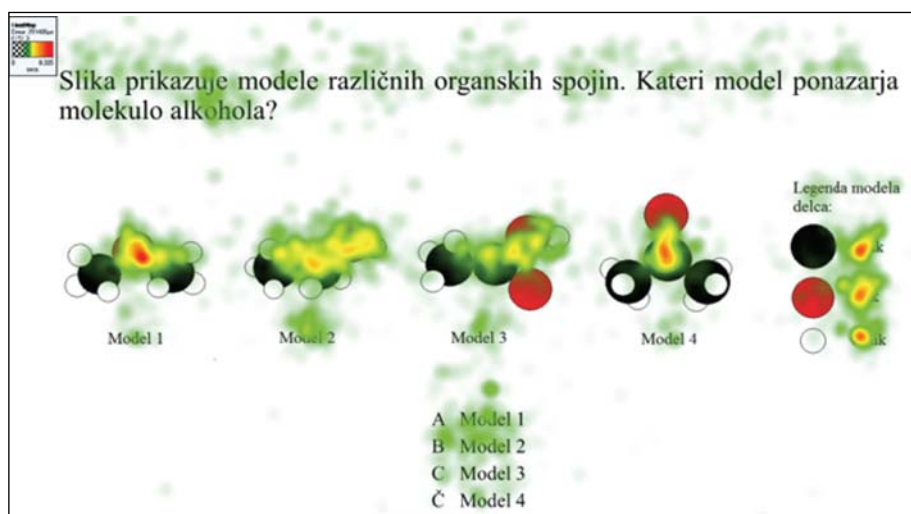 Slika prikazuje modele različnih organskih spojin. Kateri model ponazarja
molekulo alkohola?
Legenda modela
delca:
Model 1
Model 2
Model 3
Model 4
A Model 1
B Model 2
C Model 3
Č Model 4